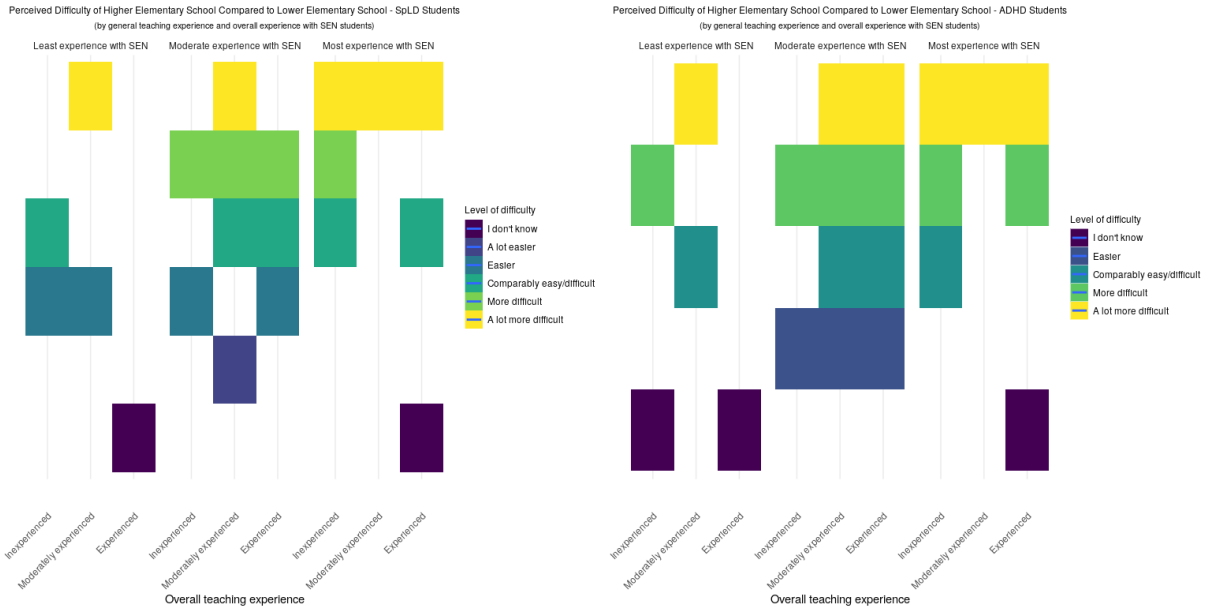 Perceived Difficulty of Higher Elementary School Compared to Lower Elementary School - SpLD Students
(by general teaching experience and overall experience with SEN students)
Least experience with SEN
Moderate experience with SEN
Most experience with SEN
Level of difficulty
I don't know
A lot easier
Easier
Comparably easy/difficult
More difficult
A lot more difficult
Inexperienced
Moderately experienced
Experienced
Inexperienced
Moderately experienced
Experienced
Inexperienced
Moderately experienced
Experienced
Overall teaching experience
Perceived Difficulty of Higher Elementary School Compared to Lower Elementary School - ADHD Students
(by general teaching experience and overall experience with SEN students)
Least experience with SEN
Moderate experience with SEN
Most experience with SEN
Level of difficulty
I don't know
Easier
Comparably easy/difficult
More difficult
A lot more difficult
Inexperienced
Moderately experienced
Experienced
Inexperienced
Moderately experienced
Experienced
Inexperienced
Moderately experienced
Experienced
Overall teaching experience